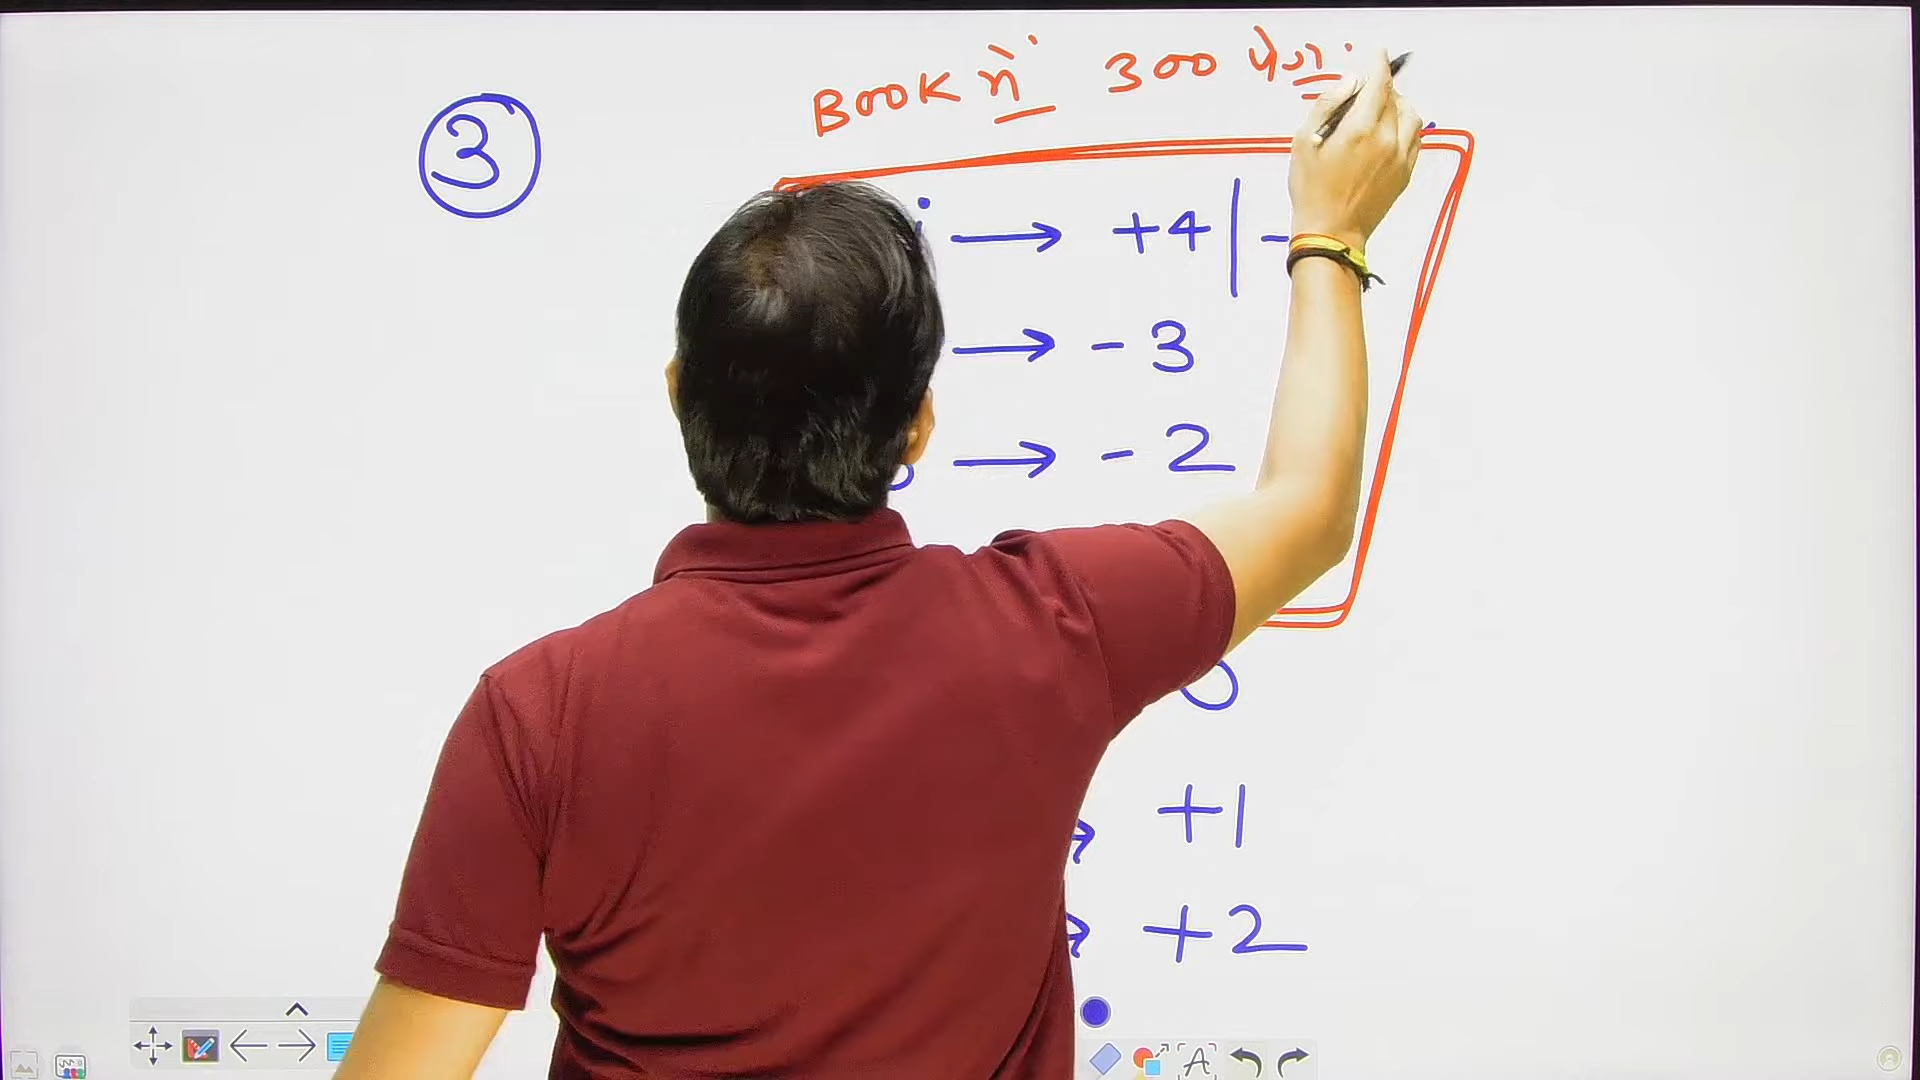 BOOK में 300 पेज
3
→ +4 | -
→ - 3
→ - 2
0
→ +1
→ +2